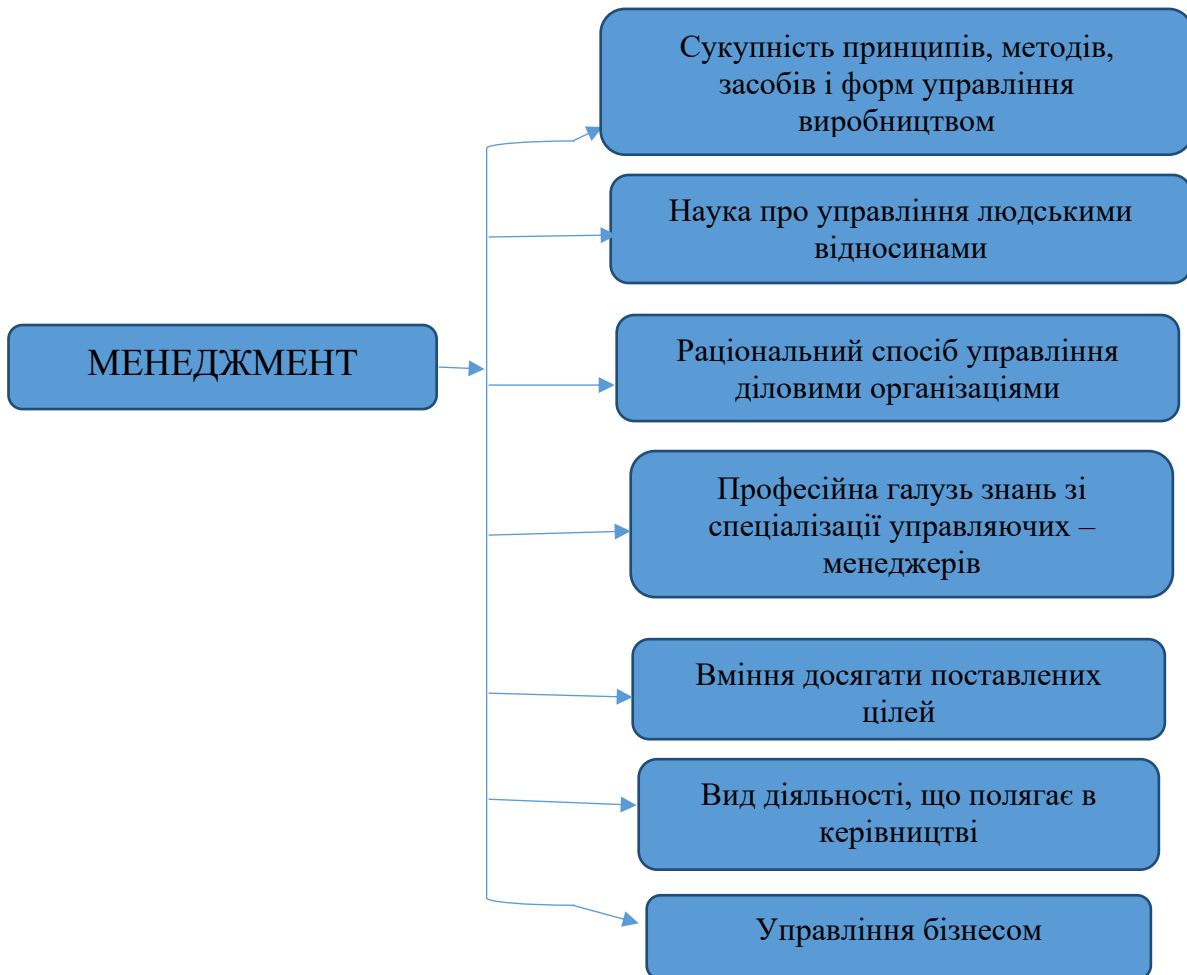 Сукупність принципів, методів,
засобів і форм управління
виробництвом
Наука про управління людськими
відносинами
МЕНЕДЖМЕНТ
Раціональний спосіб управління
діловими організаціями
Професійна галузь знань зі
спеціалізації управляючих –
менеджерів
Вміння досягати поставлених
цілей
Вид діяльності, що полягає в
керівництві
Управління бізнесом